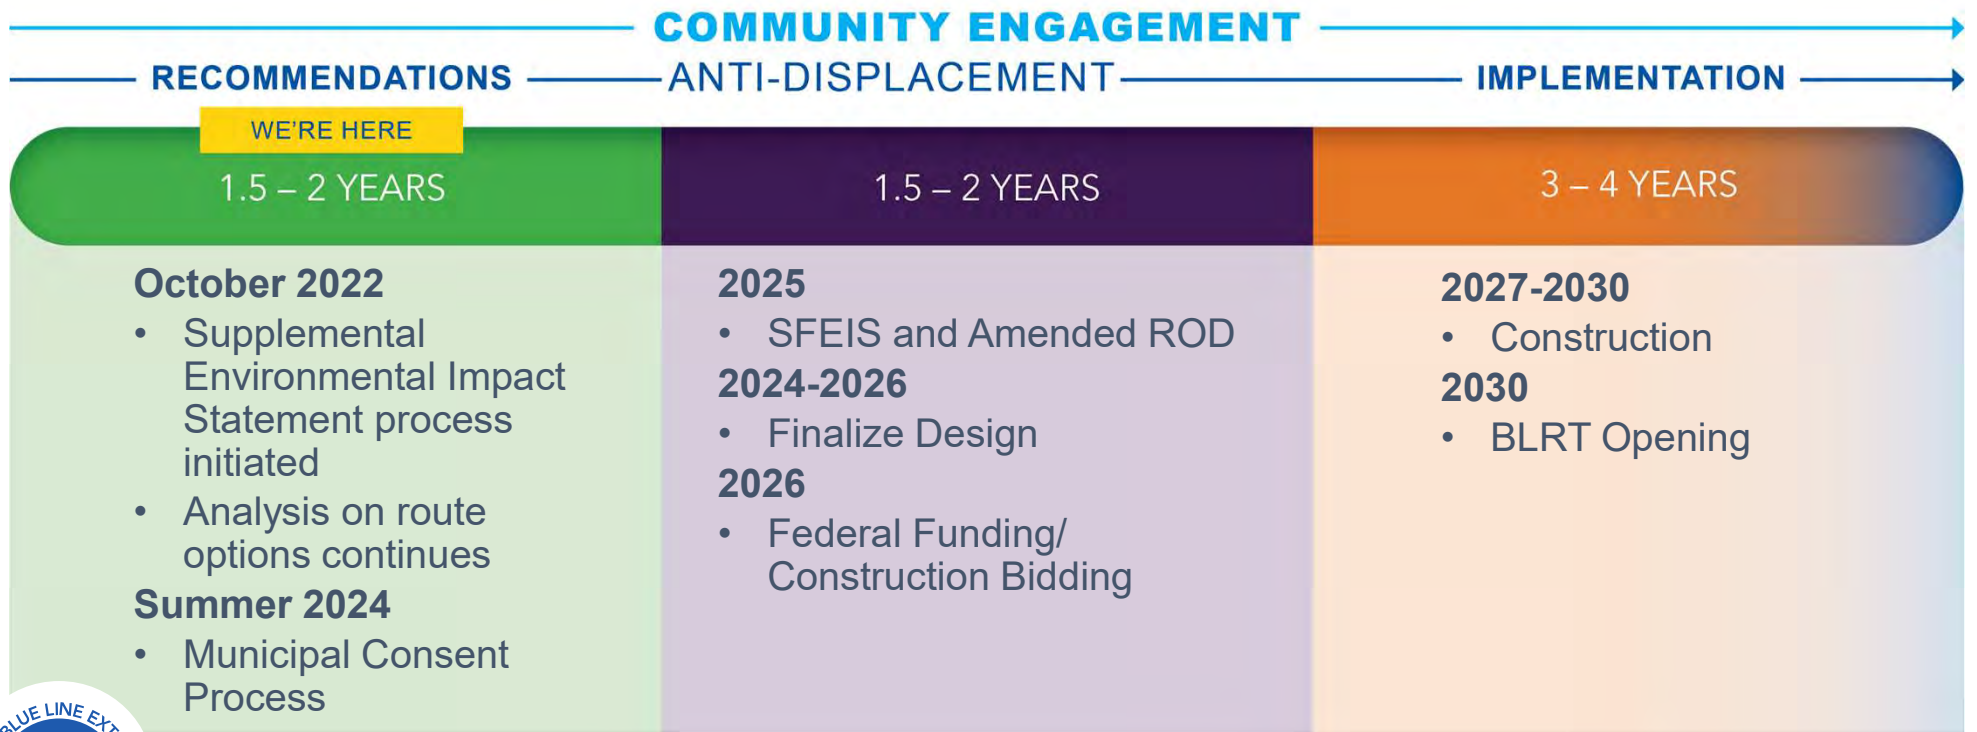 COMMUNITY ENGAGEMENT
RECOMMENDATIONS ANTI-DISPLACEMENT IMPLEMENTATION
WE'RE HERE
1.5 – 2 YEARS
October 2022
• Supplemental
Environmental Impact
Statement process
initiated
• Analysis on route
options continues
Summer 2024
• Municipal Consent
Process
1.5 – 2 YEARS
2025
• SFEIS and Amended ROD
2024-2026
• Finalize Design
2026
• Federal Funding/
Construction Bidding
3 – 4 YEARS
2027-2030
• Construction
2030
• BLRT Opening
BLUE LINE EXT